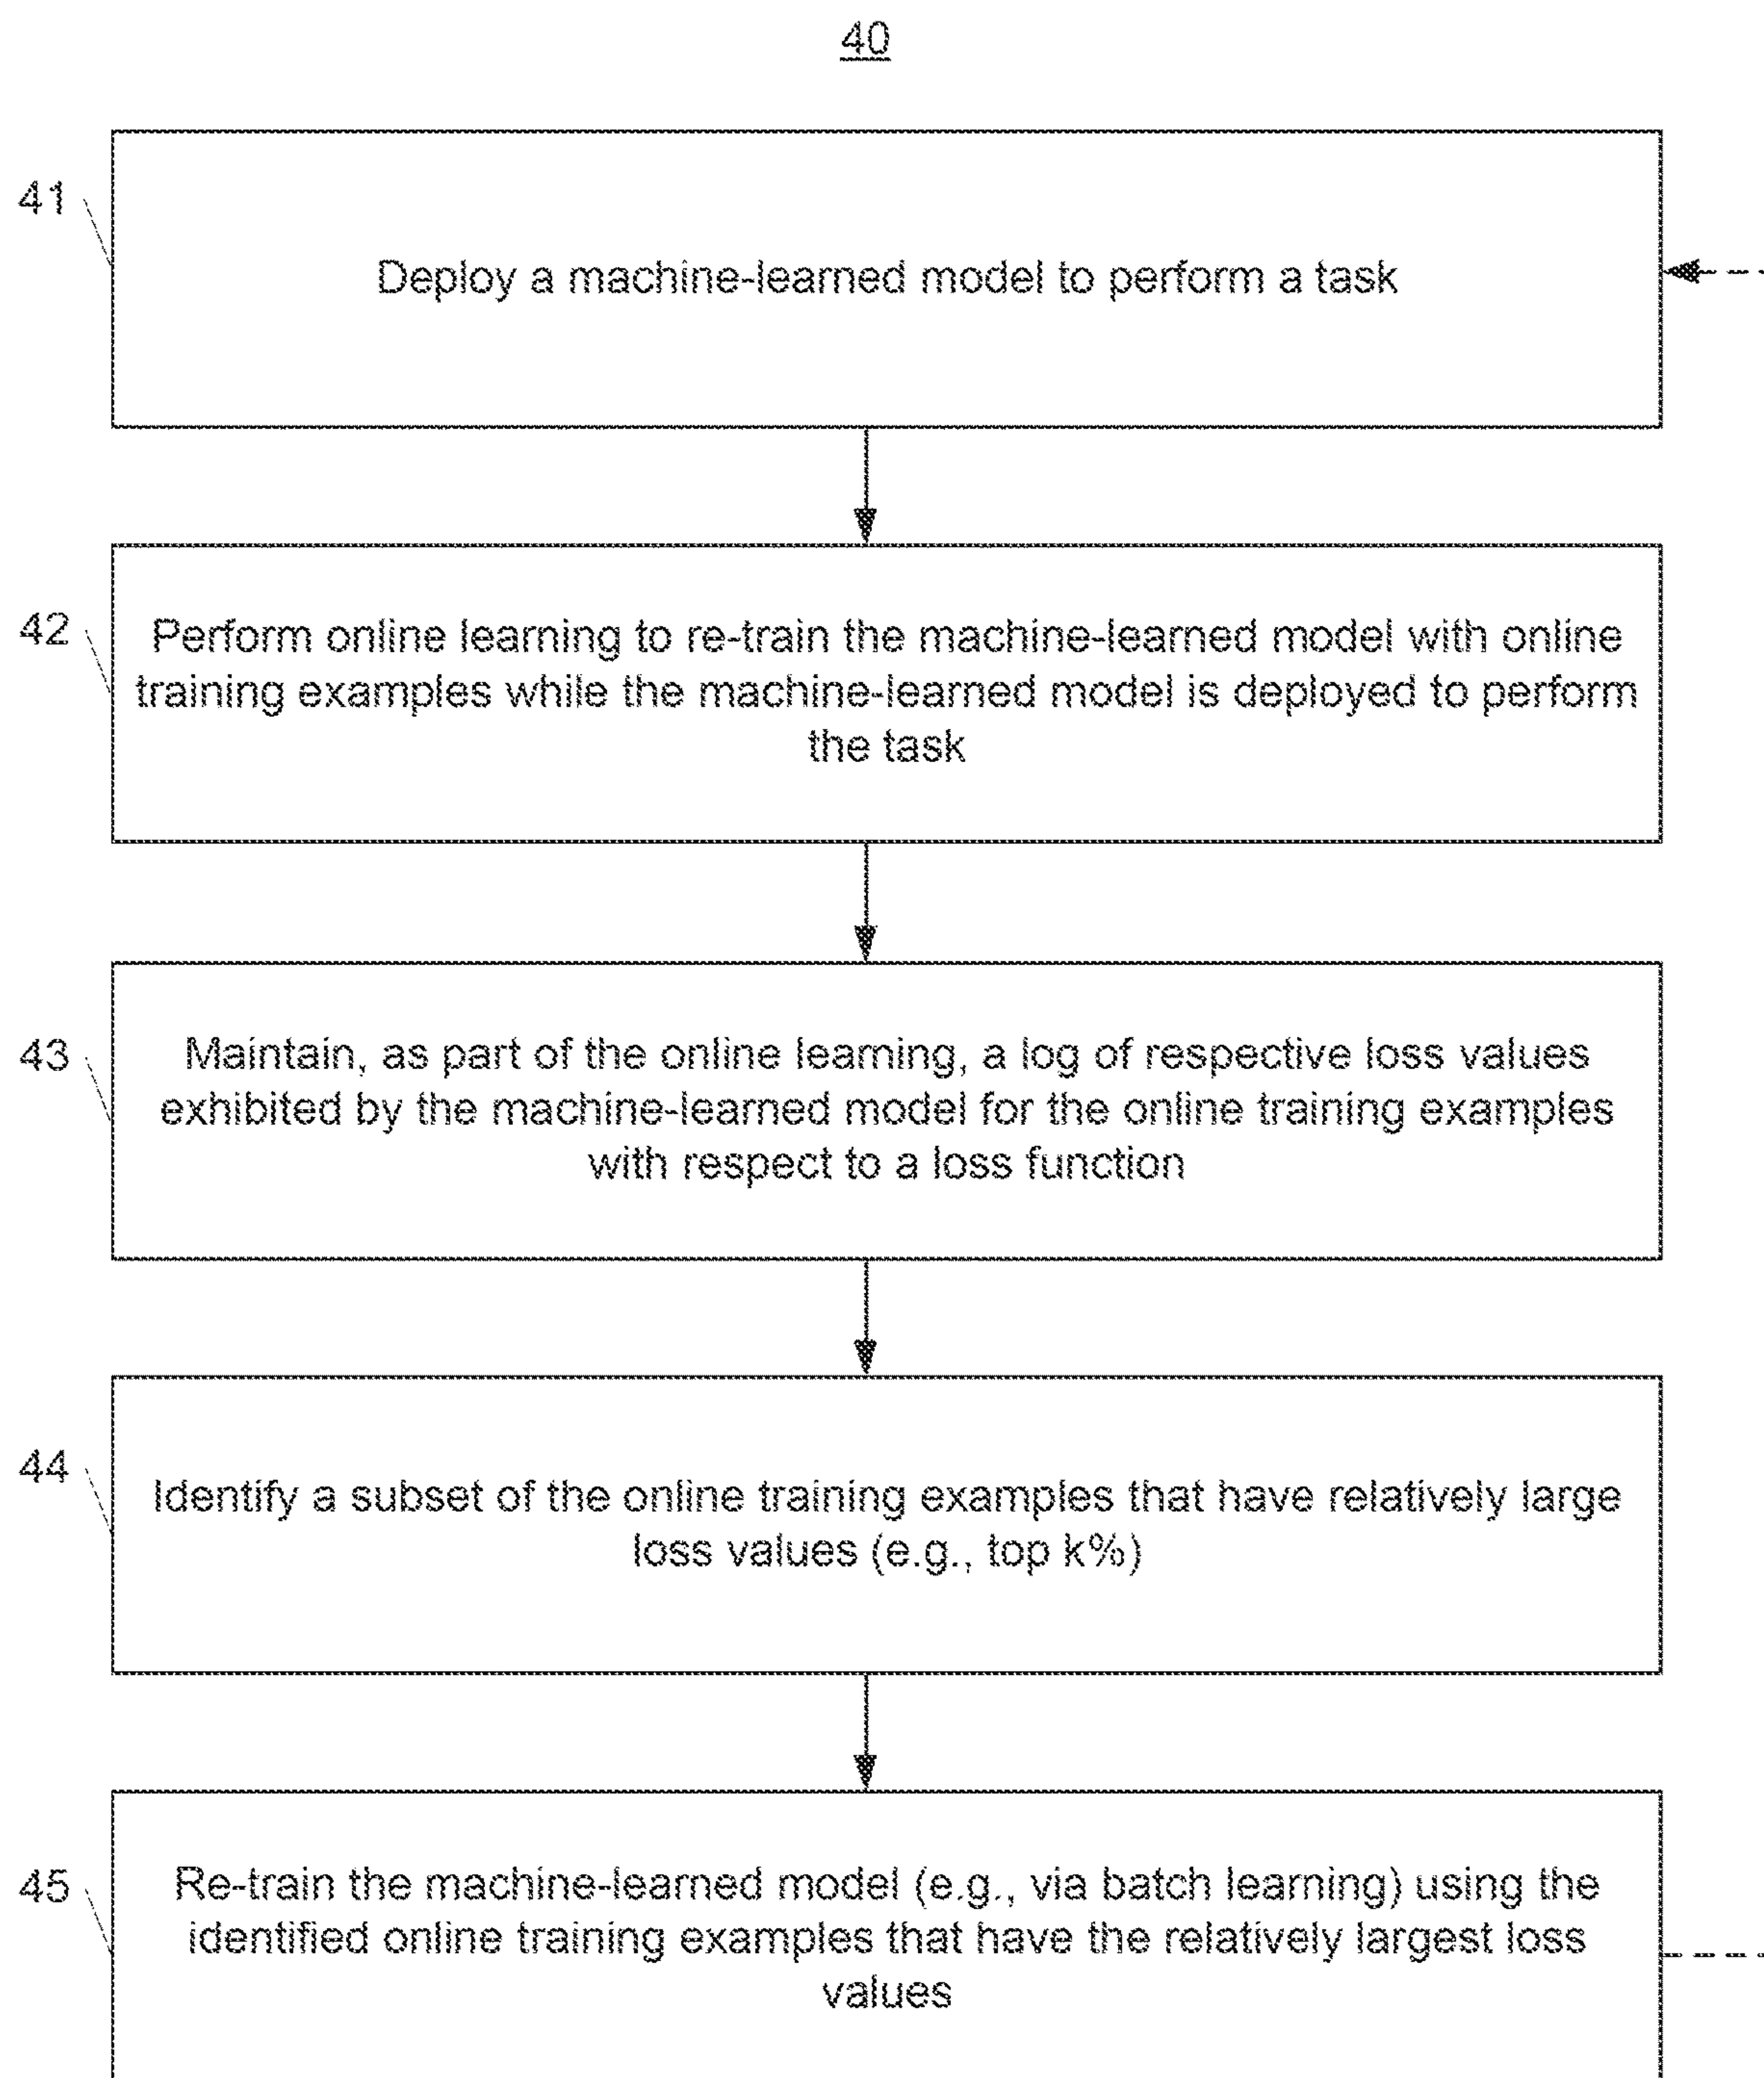 40
41
Deploy a machine-learned model to perform a task
42
Perform online learning to re-train the machine-learned model with online
training examples while the machine-learned model is deployed to perform
the task
43
Maintain, as part of the online learning, a log of respective loss values
exhibited by the machine-learned model for the online training examples
with respect to a loss function
44
Identify a subset of the online training examples that have relatively large
loss values (e.g., top k%)
45
Re-train the machine-learned model (e.g., via batch learning) using the
identified online training examples that have the relatively largest loss
values